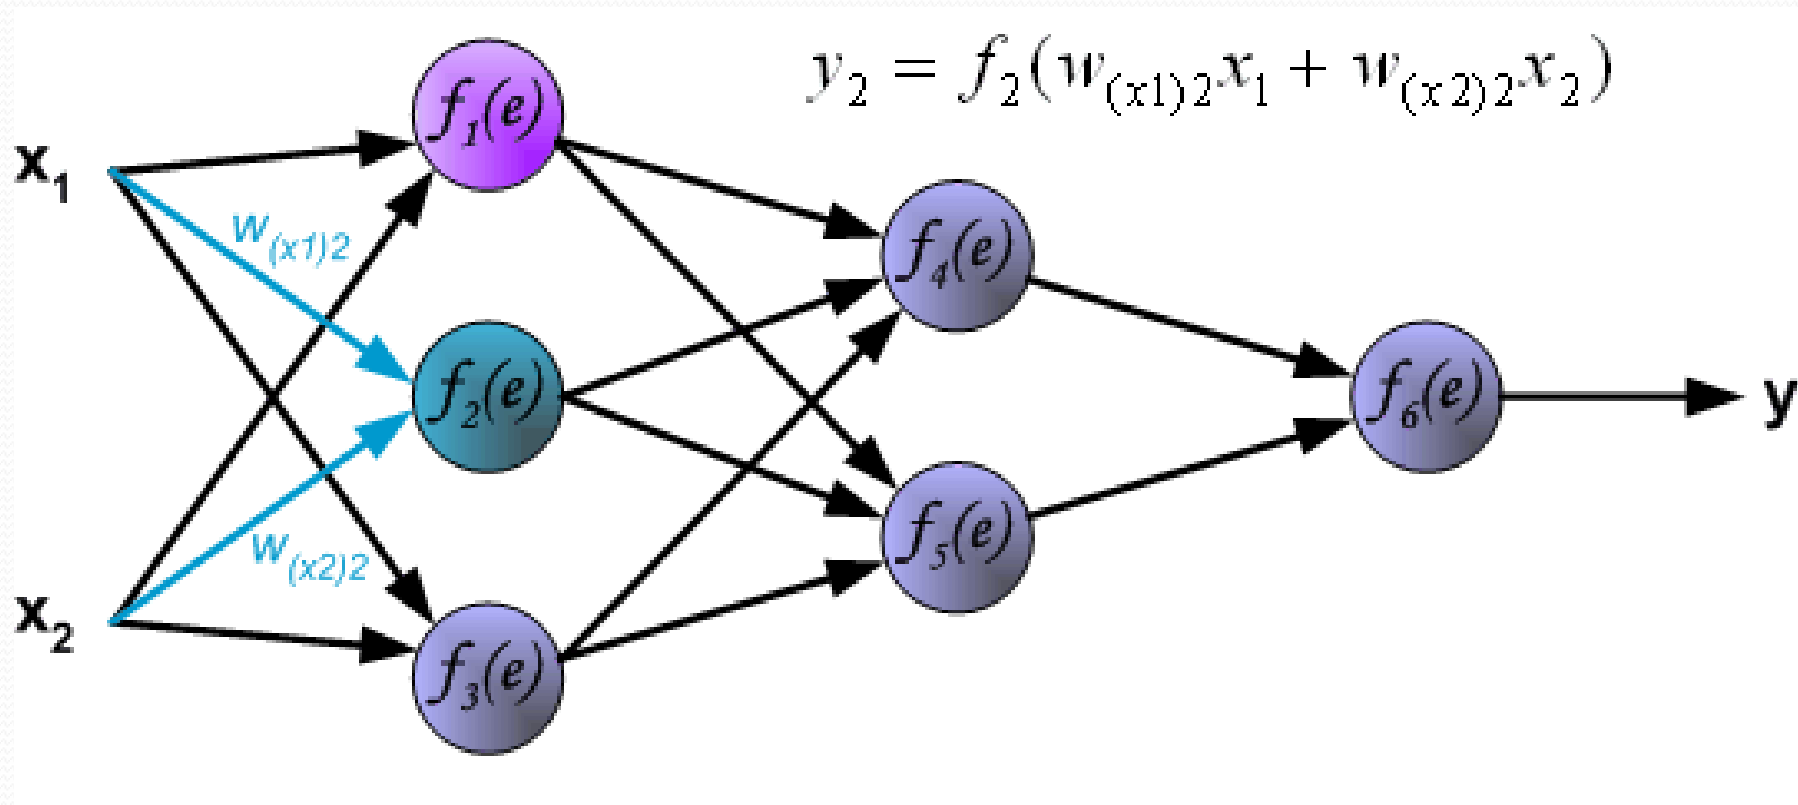 y₂ = f₂(w₍ₓ₁₎₂x₁ + w₍ₓ₂₎₂x₂)
f₁(e)
x₁
w₍ₓ₁₎₂
f₄(e)
f₂(e)
f₆(e)
y
f₅(e)
w₍ₓ₂₎₂
x₂
f₃(e)